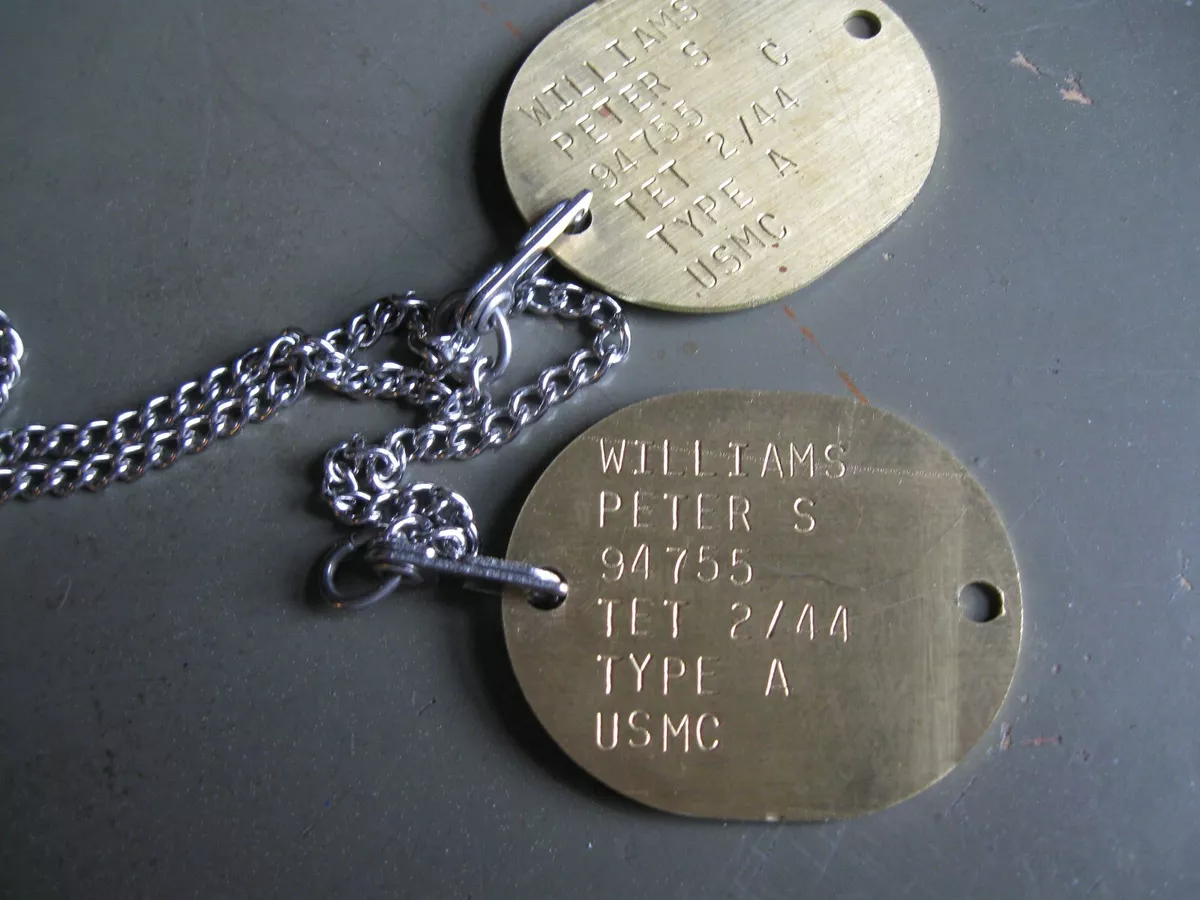 WILLIAMS
PETER S C
94755
TET 2/44
TYPE A
USMC
WILLIAMS
PETER S
94755
TET 2/44
TYPE A
USMC